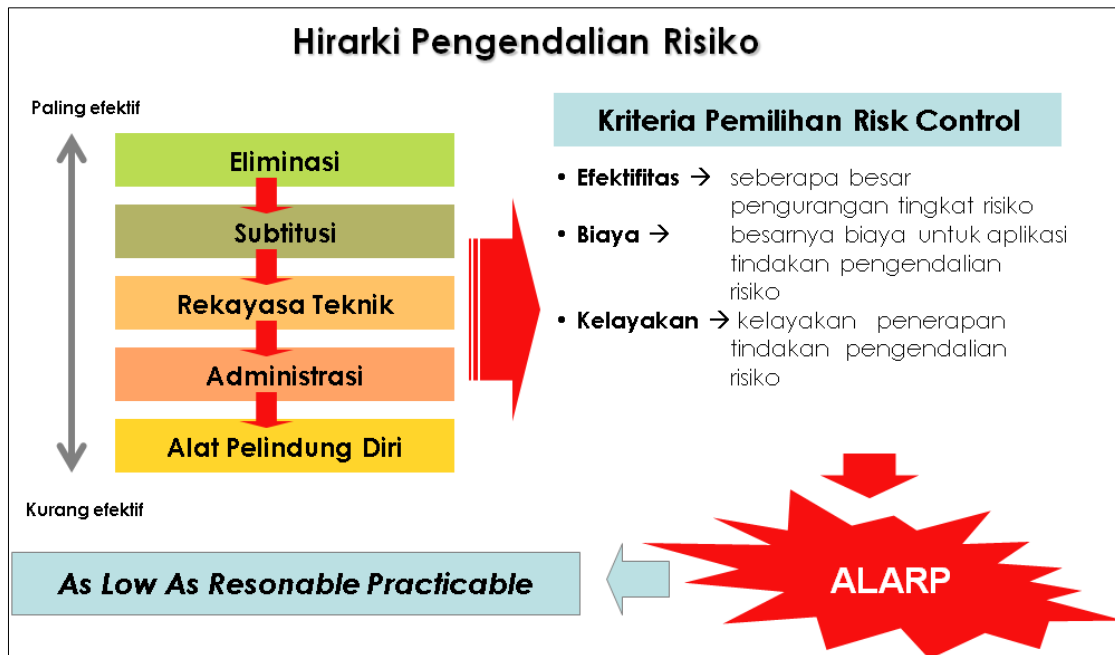 Hirarki Pengendalian Risiko
Paling efektif
Eliminasi
Subtitusi
Rekayasa Teknik
Administrasi
Alat Pelindung Diri
Kurang efektif
Kriteria Pemilihan Risk Control
• Efektifitas → seberapa besar
pengurangan tingkat risiko
• Biaya → besarnya biaya untuk aplikasi
tindakan pengendalian
risiko
• Kelayakan → kelayakan penerapan
tindakan pengendalian
risiko
ALARP
As Low As Resonable Practicable